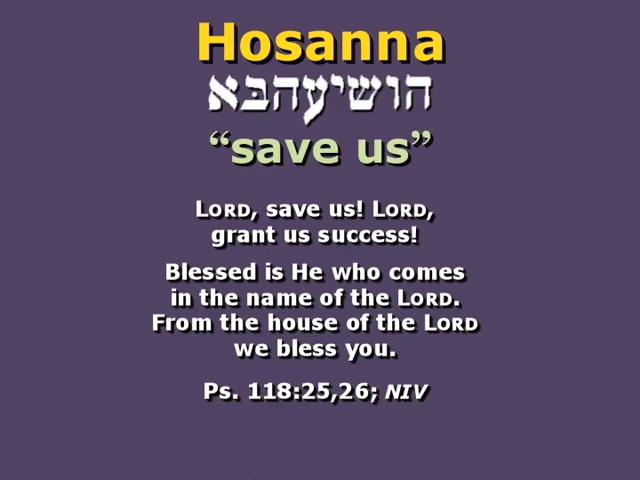 Hosanna
הושיעהבּא
“save us”
LORD, save us! LORD,
grant us success!
Blessed is He who comes
in the name of the LORD.
From the house of the LORD
we bless you.
Ps. 118:25,26; NIV